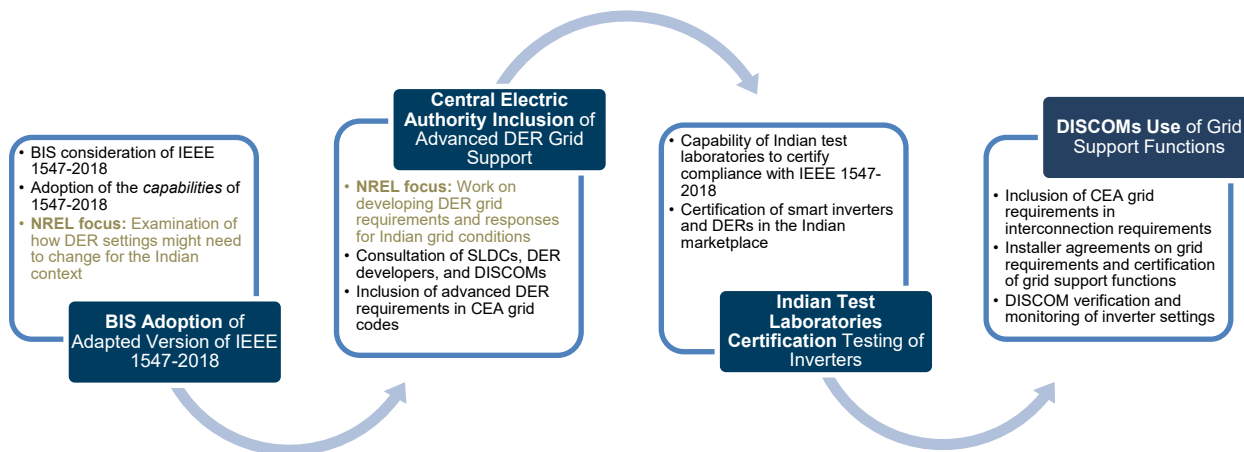 • BIS consideration of IEEE
1547-2018
• Adoption of the capabilities of
1547-2018
• NREL focus: Examination of
how DER settings might need
to change for the Indian
context
BIS Adoption of
Adapted Version of IEEE
1547-2018
Central Electric
Authority Inclusion of
Advanced DER Grid
Support
• NREL focus: Work on
developing DER grid
requirements and responses
for Indian grid conditions
• Consultation of SLDCs, DER
developers, and DISCOMs
• Inclusion of advanced DER
requirements in CEA grid
codes
• Capability of Indian test
laboratories to certify
compliance with IEEE 1547-
2018
• Certification of smart inverters
and DERs in the Indian
marketplace
Indian Test
Laboratories
Certification Testing of
Inverters
DISCOMs Use of Grid
Support Functions
• Inclusion of CEA grid
requirements in
interconnection requirements
• Installer agreements on grid
requirements and certification
of grid support functions
• DISCOM verification and
monitoring of inverter settings